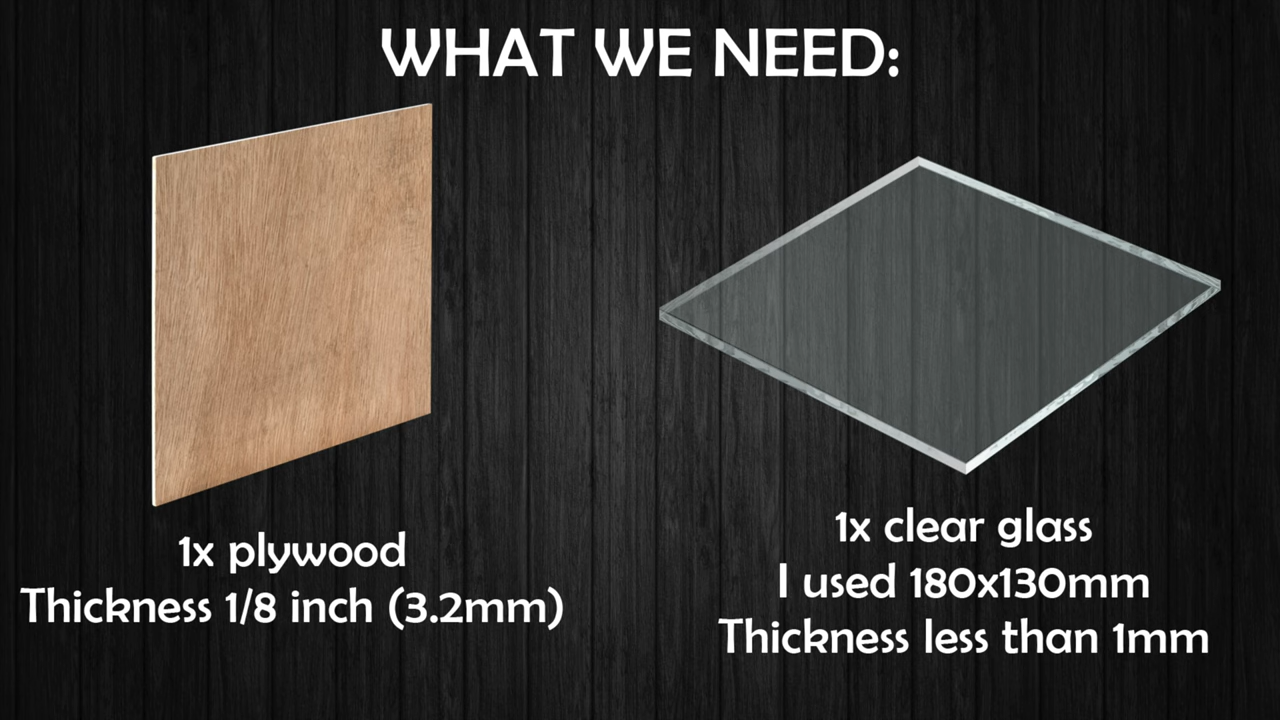 WHAT WE NEED:
1x plywood
Thickness 1/8 inch (3.2mm)
1x clear glass
I used 180x130mm
Thickness less than 1mm